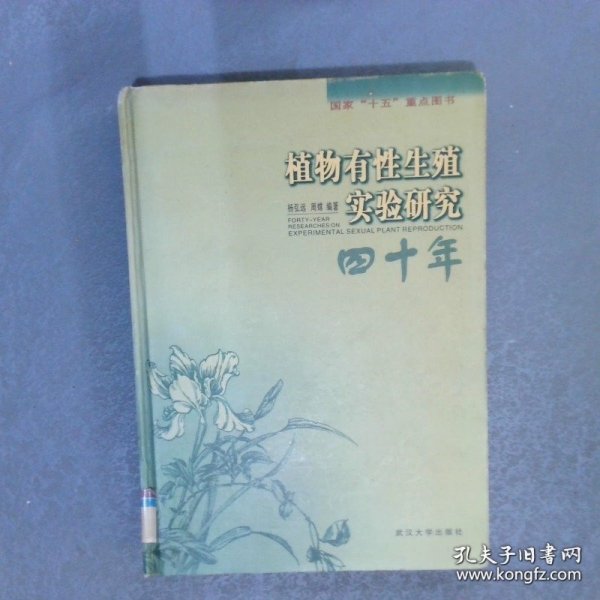 国家“十五”重点图书
植物有性生殖
杨弘远 周嫦 编著 实验研究
FORTY-YEAR
RESEARCHES ON
EXPERIMENTAL SEXUAL PLANT REPRODUCTION
四十年
武汉大学出版社
孔夫子旧书网
www.kongfz.com